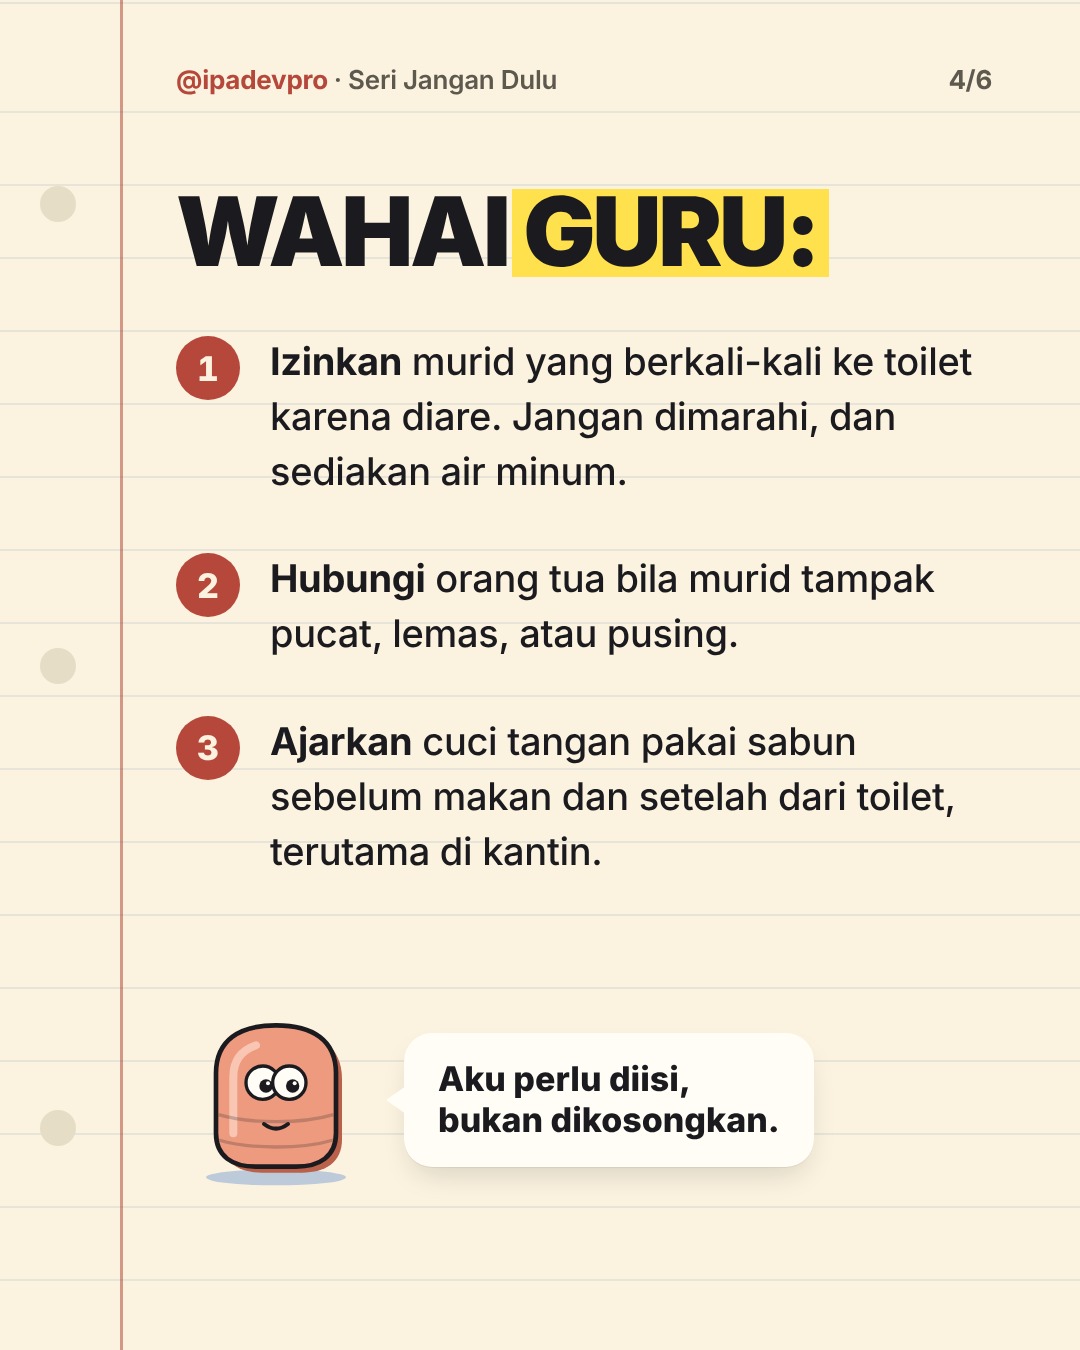 @ipadevpro · Seri Jangan Dulu
4/6
WAHAI GURU:
1
Izinkan murid yang berkali-kali ke toilet
karena diare. Jangan dimarahi, dan
sediakan air minum.
2
Hubungi orang tua bila murid tampak
pucat, lemas, atau pusing.
3
Ajarkan cuci tangan pakai sabun
sebelum makan dan setelah dari toilet,
terutama di kantin.
Aku perlu diisi,
bukan dikosongkan.